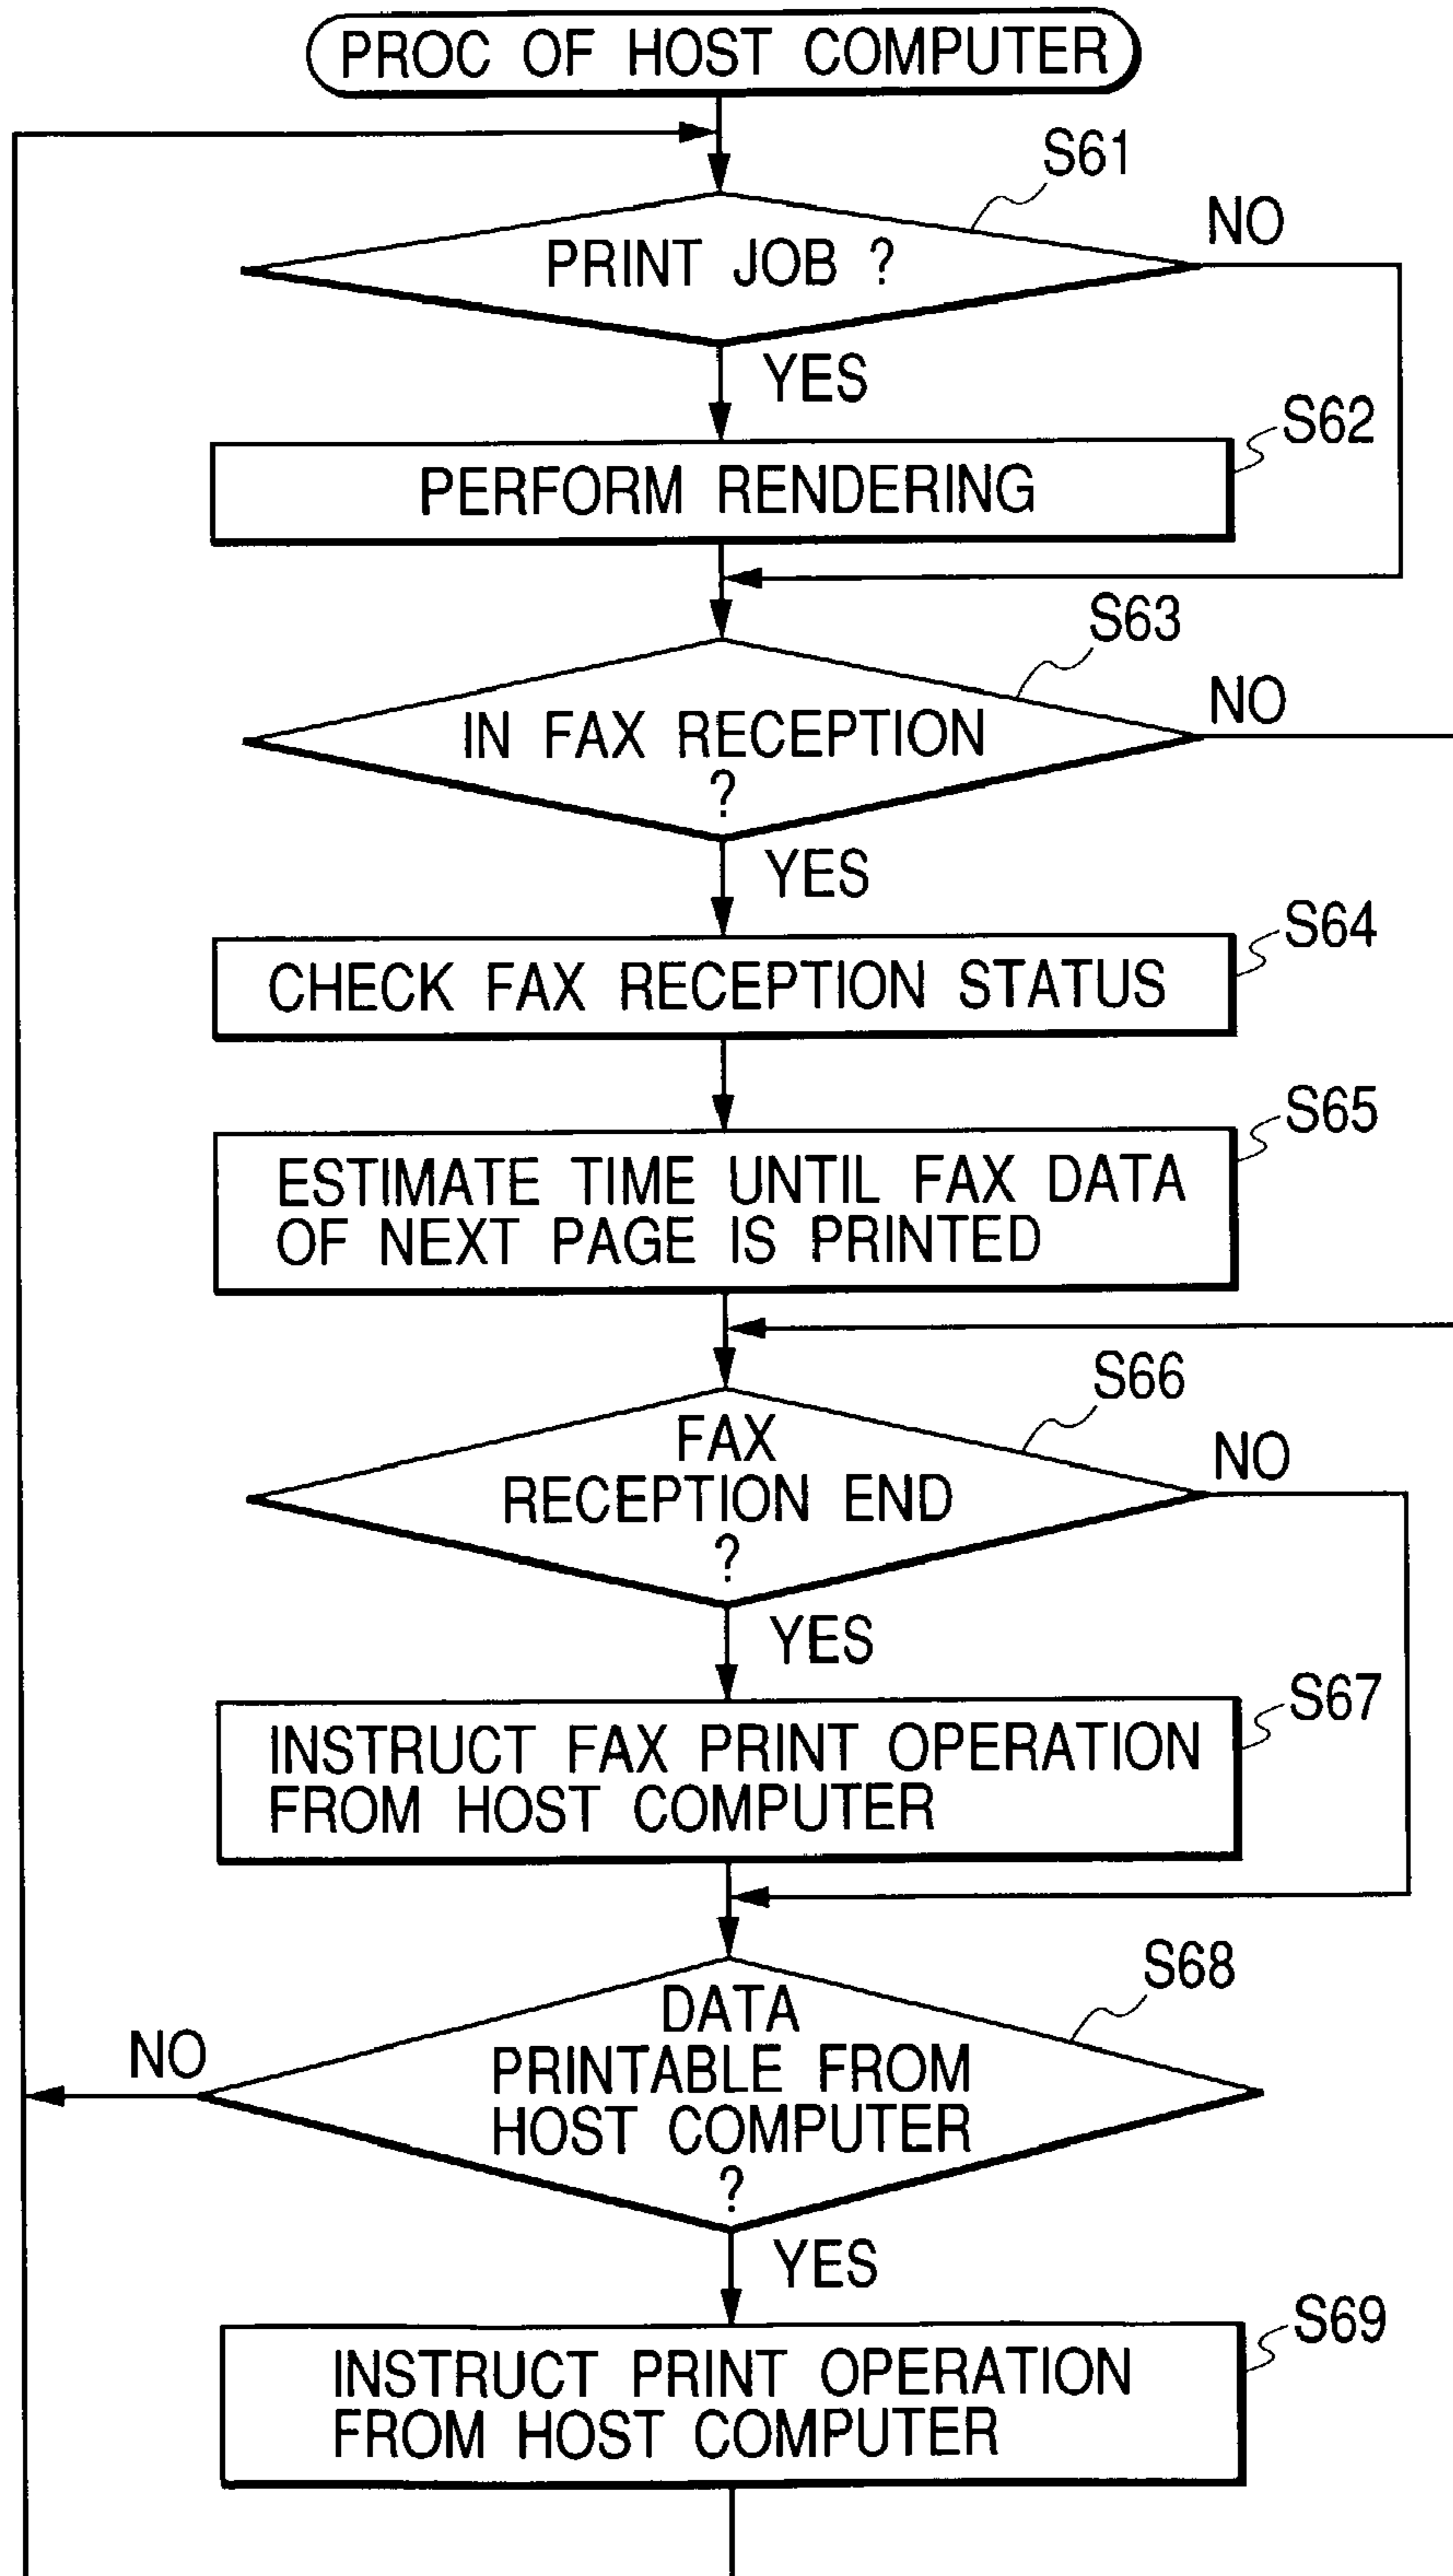 PROC OF HOST COMPUTER
S61
NO
PRINT JOB ?
YES
S62
PERFORM RENDERING
S63
NO
IN FAX RECEPTION
?
YES
S64
CHECK FAX RECEPTION STATUS
S65
ESTIMATE TIME UNTIL FAX DATA
OF NEXT PAGE IS PRINTED
S66
FAX
NO
RECEPTION END
?
YES
S67
INSTRUCT FAX PRINT OPERATION
FROM HOST COMPUTER
S68
DATA
NO
PRINTABLE FROM
HOST COMPUTER
?
YES
S69
INSTRUCT PRINT OPERATION
FROM HOST COMPUTER